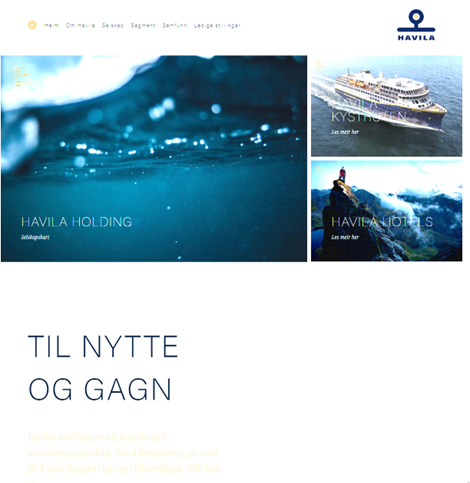 Heim Om Havila Selskap Segment Samfunn Ledige stillingar
HAVILA
HAVILA HOLDING
Selskapskart
HAVILA
KYSTRUTEN
Les meir her
HAVILA HOTELS
Les meir her
TIL NYTTE
OG GAGN
Havila Holding er eit familieeigd
investeringsselskap. Solid forankring gir mot
til å vere nyskapande og risikovillege. Slik kan